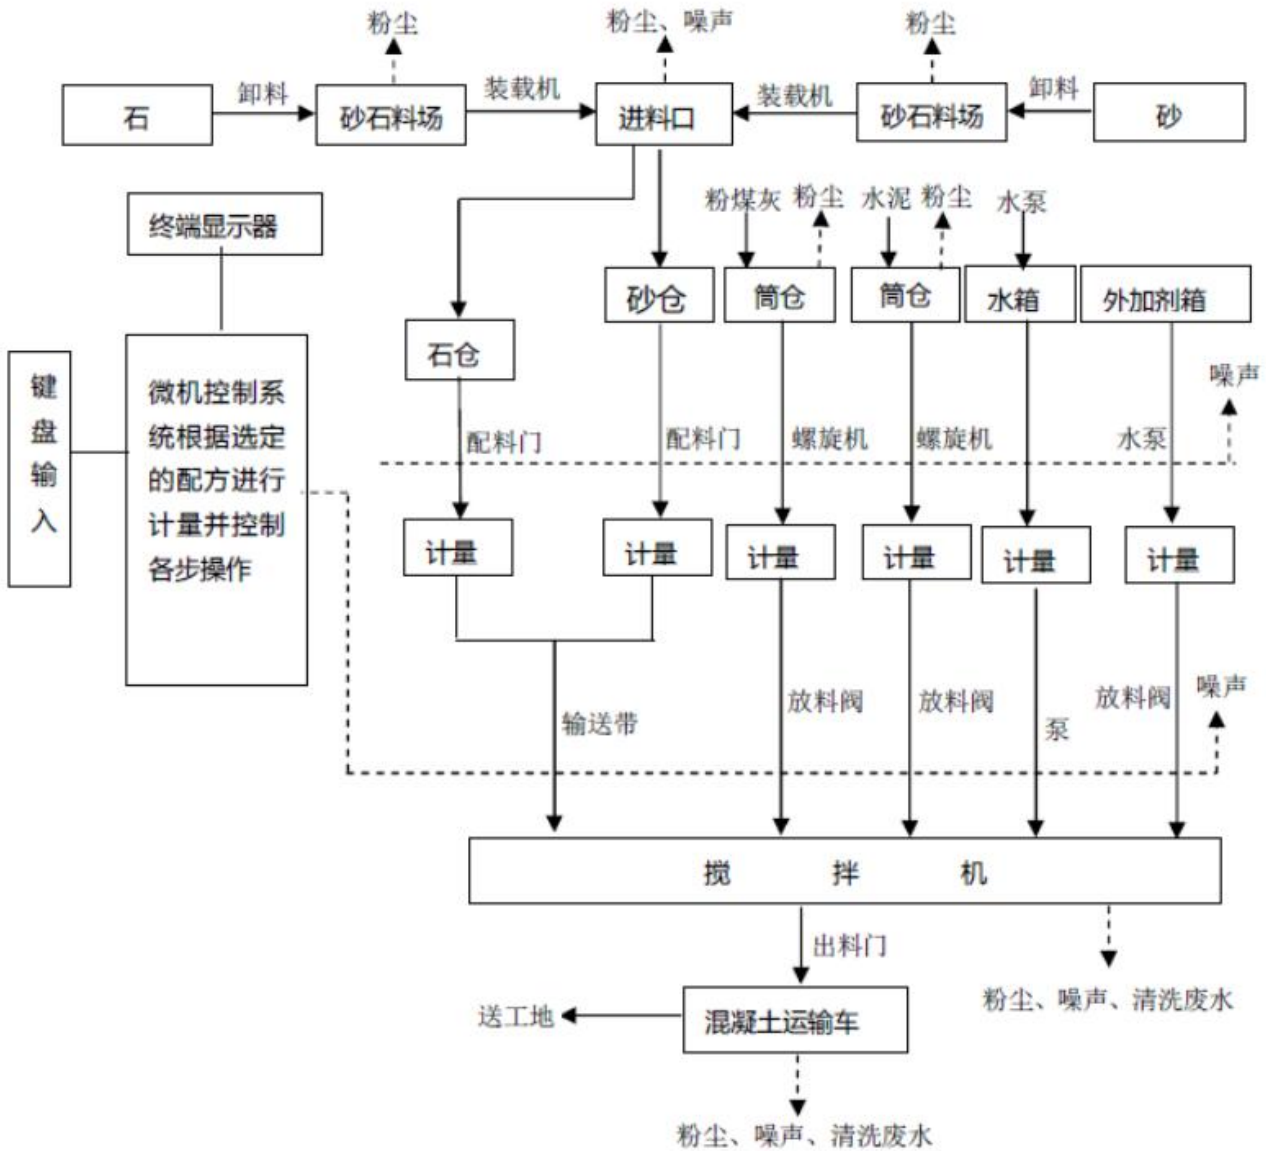 粉尘
粉尘、噪声
粉尘
石
卸料
砂石料场
装载机
进料口
装载机
砂石料场
卸料
砂
终端显示器
粉煤灰
粉尘
水泥
粉尘
水泵
砂仓
筒仓
筒仓
水箱
外加剂箱
石仓
键盘输入
微机控制系
统根据选定
的配方进行
计量并控制
各步操作
噪声
配料门
配料门
螺旋机
螺旋机
水泵
计量
计量
计量
计量
计量
计量
输送带
放料阀
放料阀
泵
放料阀
噪声
搅拌机
出料门
粉尘、噪声、清洗废水
送工地
混凝土运输车
粉尘、噪声、清洗废水